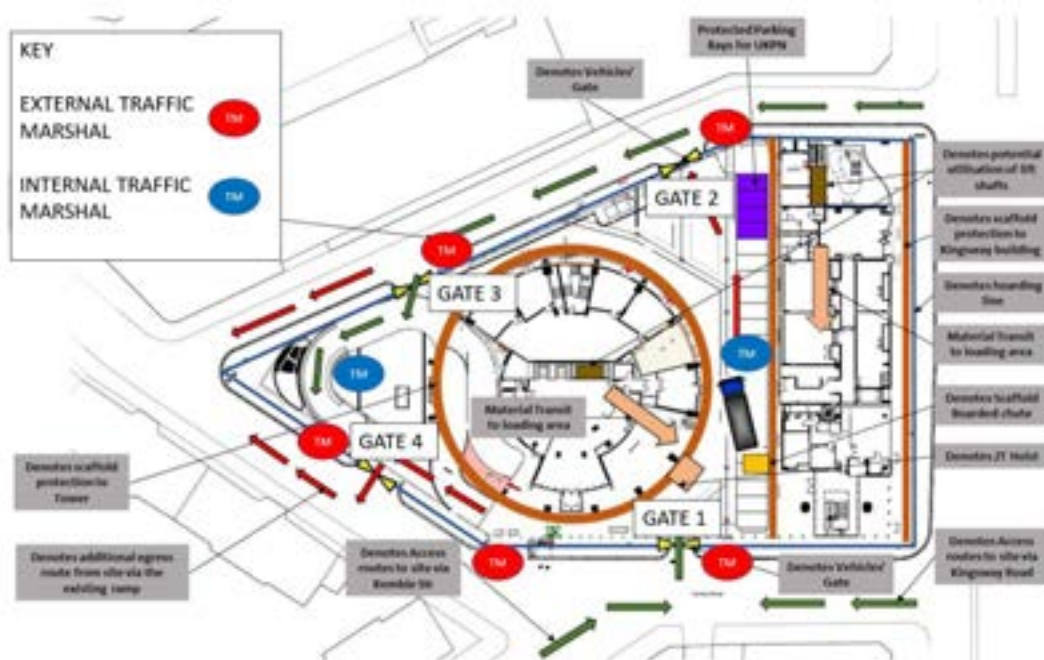 KEY
EXTERNAL TRAFFIC
MARSHAL
TM
INTERNAL TRAFFIC
MARSHAL
TM
Protected Parking
Bays for UKPN
Denotes Vehicles'
Gate
TM
GATE 2
Denotes potential
utilisation of lift
shafts
Denotes scaffold
protection to
Kingsway building
Denotes hoarding
line
Material Transit
to loading area
Denotes Scaffold
Boarded chute
Denotes JT Hoist
TM
GATE 3
TM
TM
Material Transit
to loading area
TM
GATE 4
Denotes scaffold
protection to
Tower
GATE 1
Denotes additional egress
route from site via the
existing ramp
Denotes Access
routes to site via
Kemble Str
TM
TM
Denotes Vehicles'
Gate
Denotes Access
routes to site via
Kingsway Road